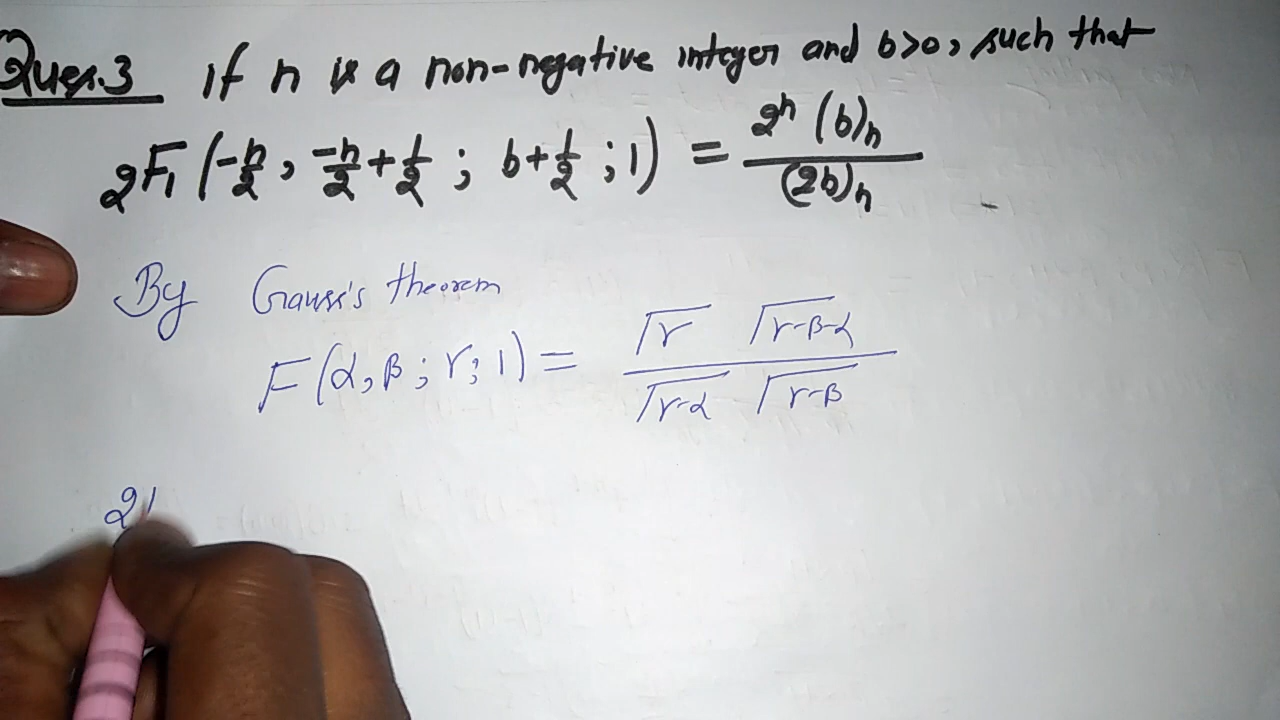 Ques.3 If n is a non-negative integer and b>0, such that
₂F₁(-n/2, -n/2+1/2; b+1/2; 1) = 2ⁿ (b)ₙ / (2b)ₙ
By Gauss's theorem
F(α, β; γ; 1) = Γγ Γγ-β-α / Γγ-α Γγ-β
2